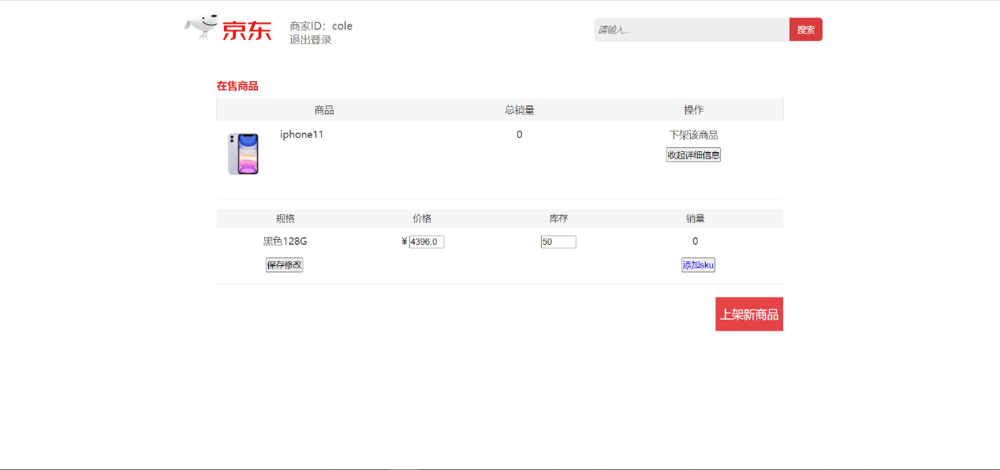 京东
商家ID：cole
退出登录
请输入...
搜索
在售商品
商品 总销量 操作
iphone11 0 下架该商品
收起详细信息
规格 价格 库存 销量
黑色128G ¥ 4396.0 50 0
保存修改 添加sku
上架新商品